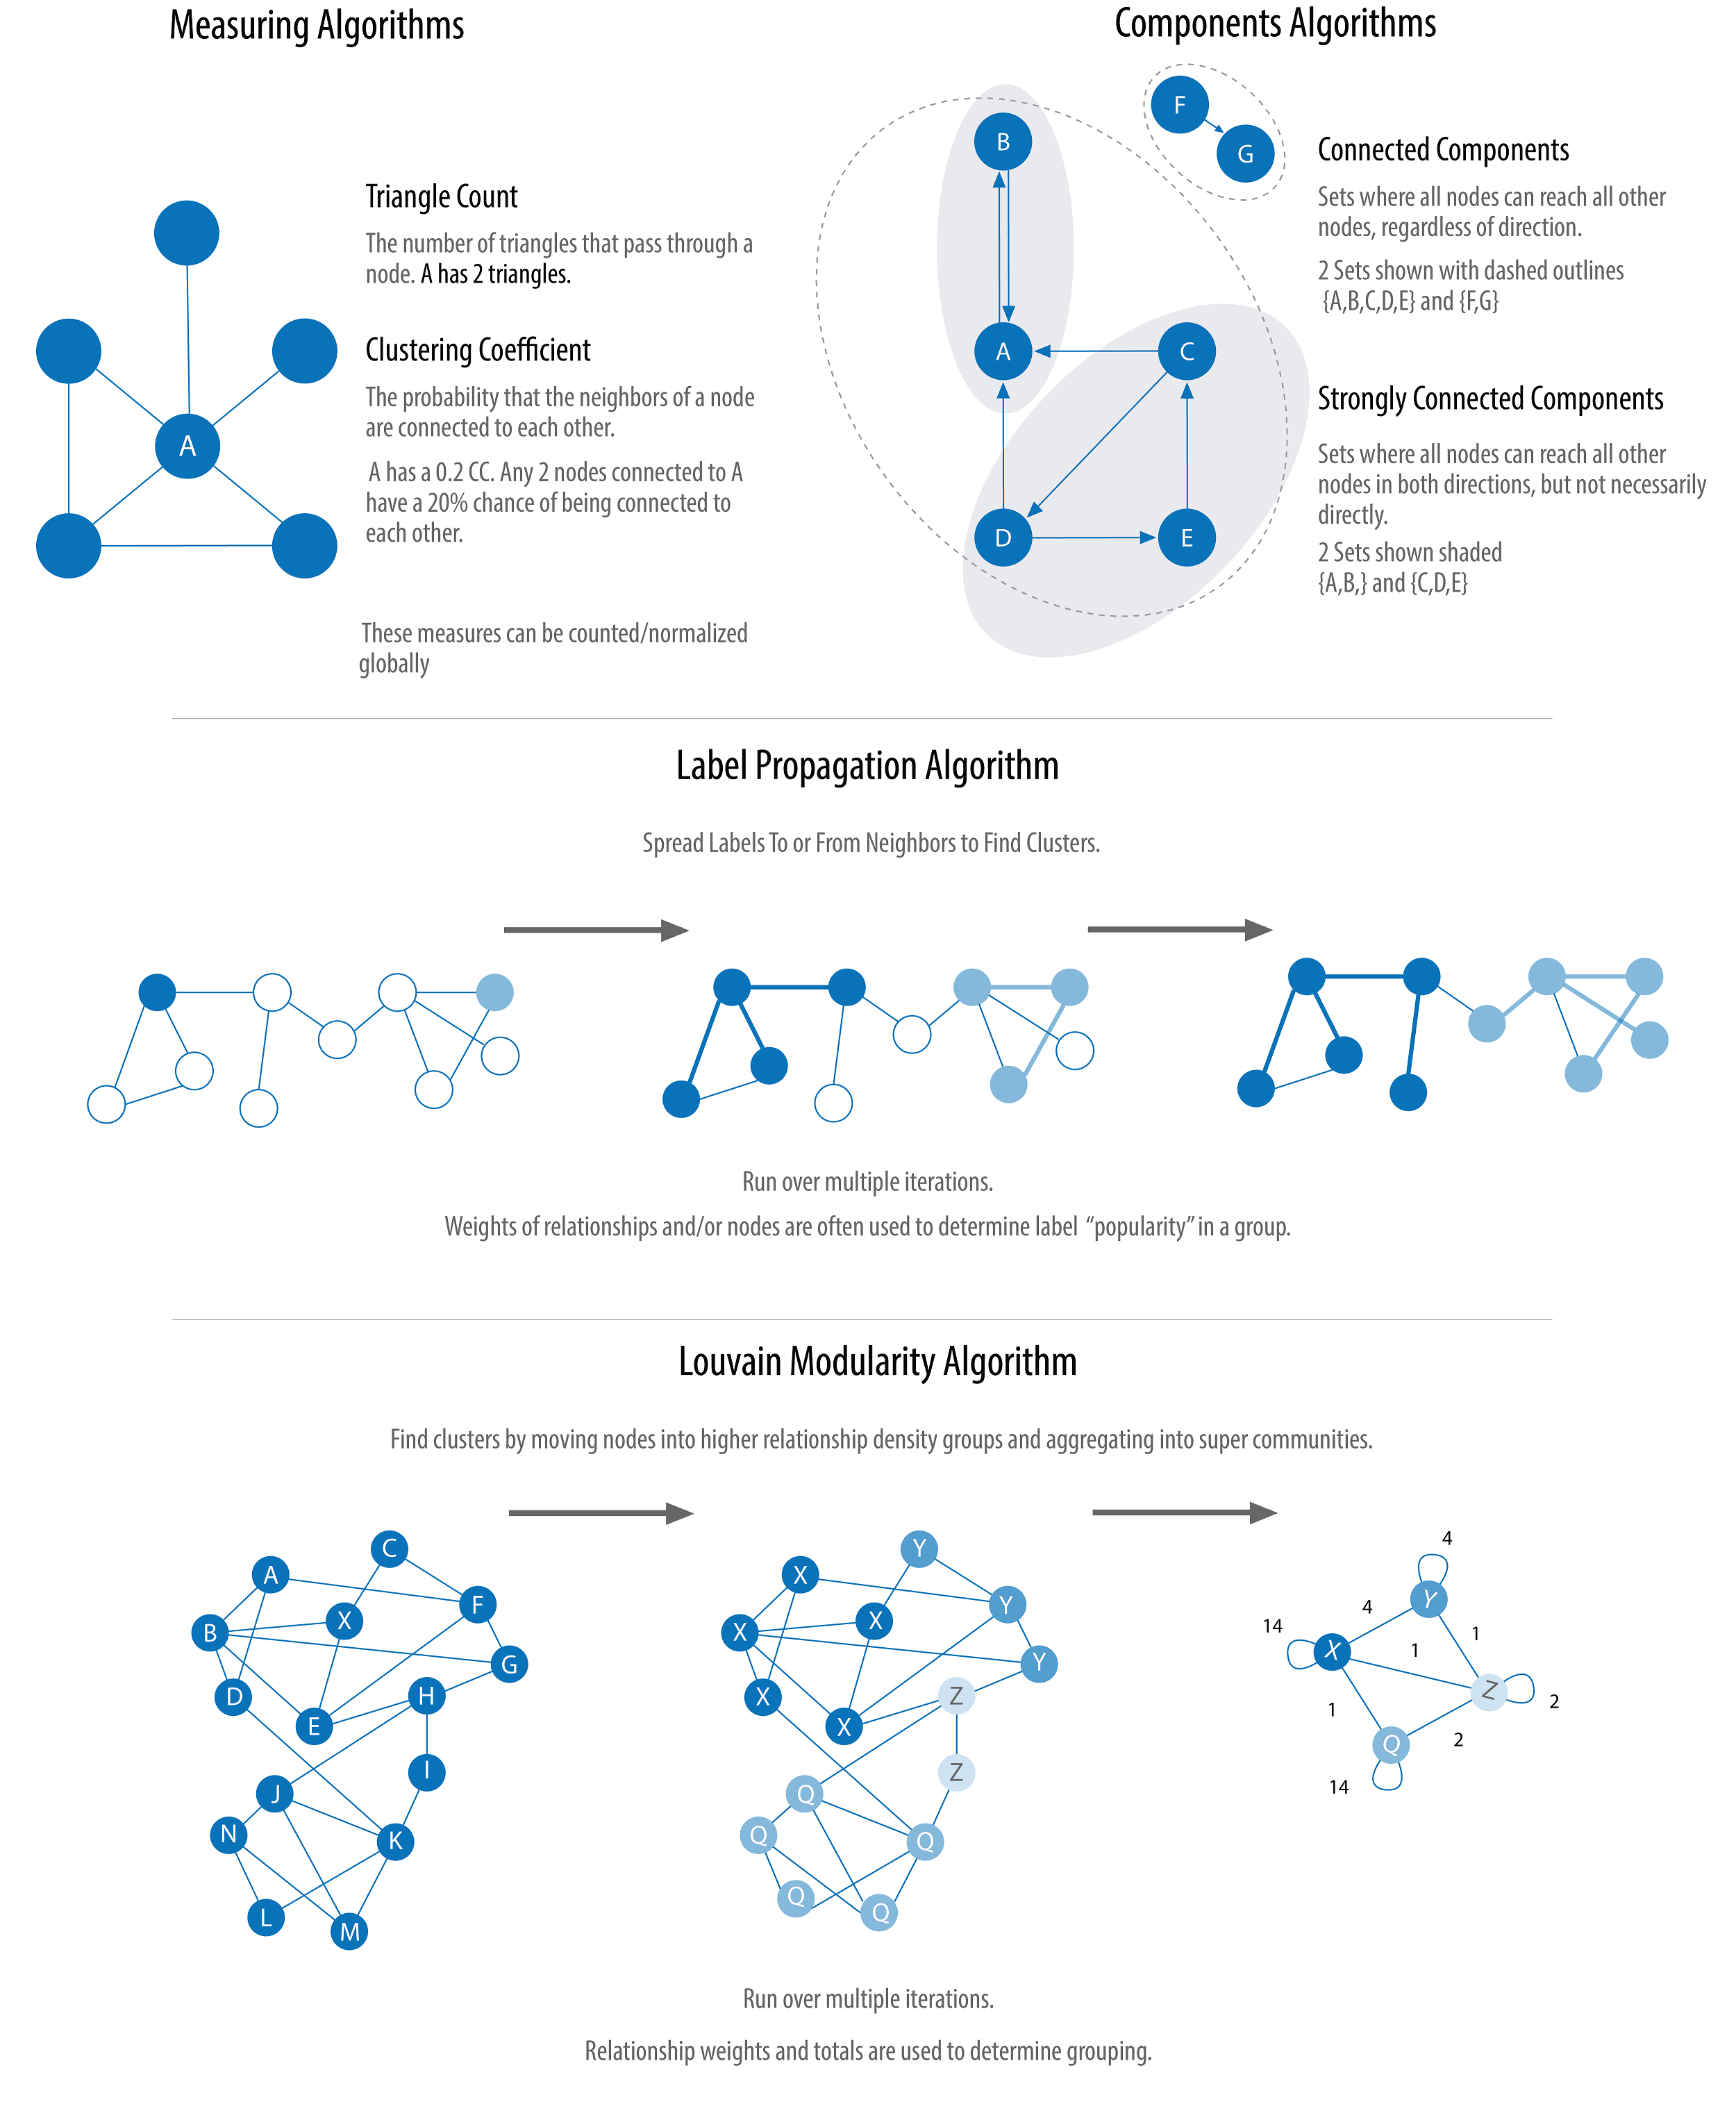 Measuring Algorithms
Triangle Count
The number of triangles that pass through a
node. A has 2 triangles.
Clustering Coefficient
The probability that the neighbors of a node
are connected to each other.
A has a 0.2 CC. Any 2 nodes connected to A
have a 20% chance of being connected to
each other.
These measures can be counted/normalized
globally
A
Components Algorithms
F
G
B
A
C
D
E
Connected Components
Sets where all nodes can reach all other
nodes, regardless of direction.
2 Sets shown with dashed outlines
{A,B,C,D,E} and {F,G}
Strongly Connected Components
Sets where all nodes can reach all other
nodes in both directions, but not necessarily
directly.
2 Sets shown shaded
{A,B,} and {C,D,E}
Label Propagation Algorithm
Spread Labels To or From Neighbors to Find Clusters.
Run over multiple iterations.
Weights of relationships and/or nodes are often used to determine label “popularity” in a group.
Louvain Modularity Algorithm
Find clusters by moving nodes into higher relationship density groups and aggregating into super communities.
C
A
F
X
B
G
D
H
E
I
J
N
K
L
M
Y
X
Y
X
X
Y
X
Z
X
Z
Q
Q
Q
Q
Q
4
Y
4
14
X
1
1
Z
2
1
Q
2
14
Run over multiple iterations.
Relationship weights and totals are used to determine grouping.